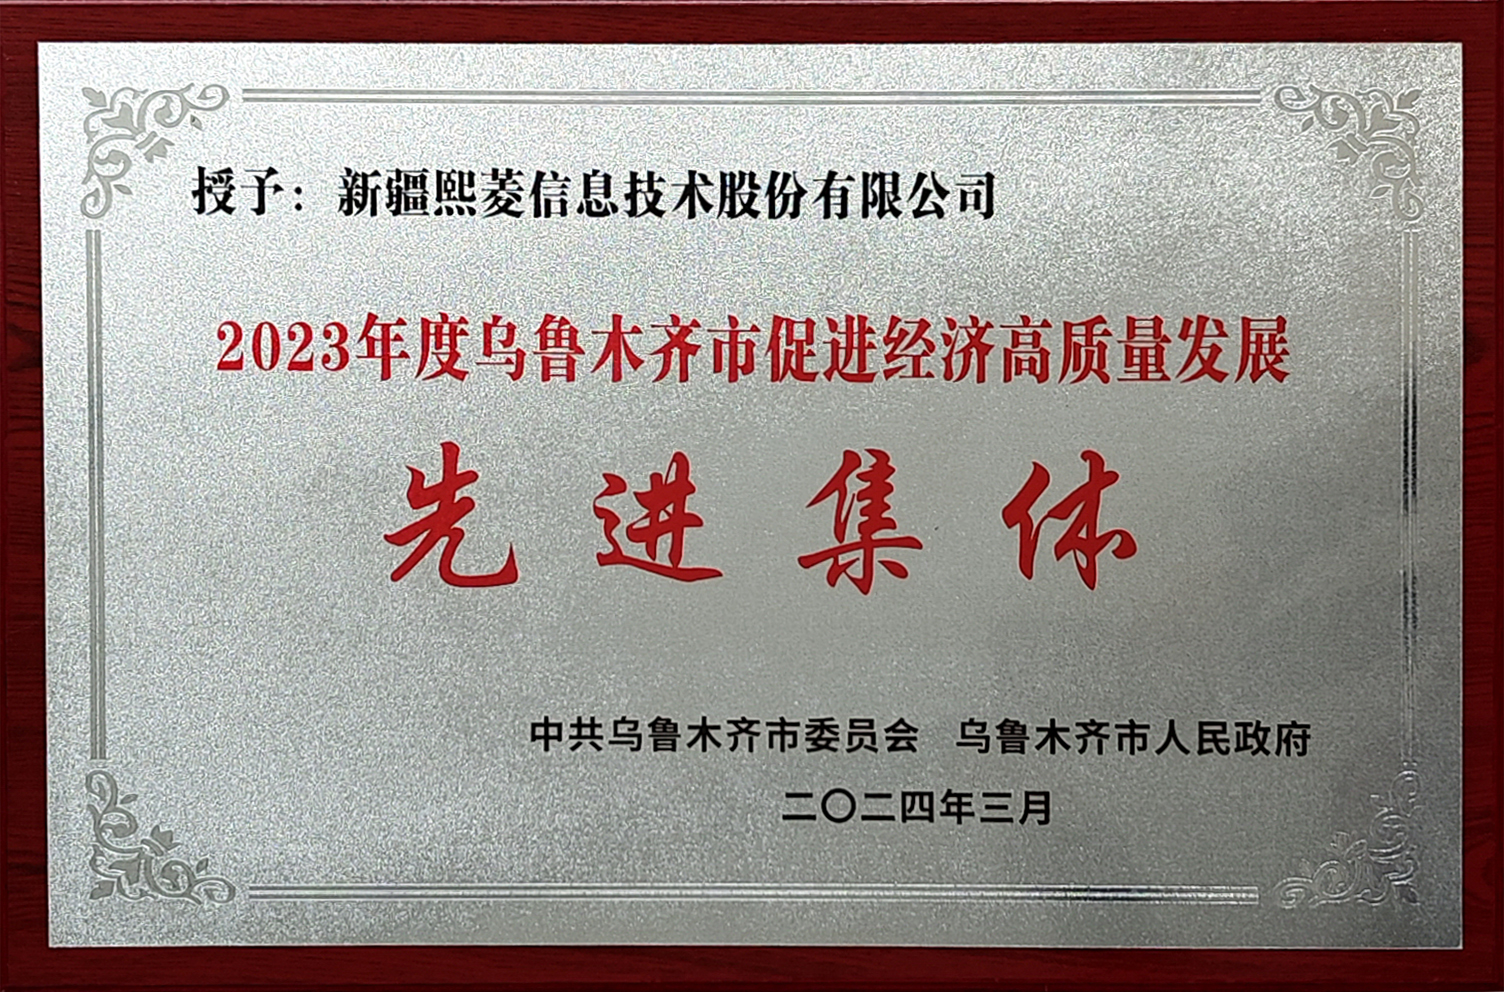 授予：新疆熙菱信息技术股份有限公司
2023年度乌鲁木齐市促进经济高质量发展
先进集体
中共乌鲁木齐市委员会 乌鲁木齐市人民政府
二〇二四年三月